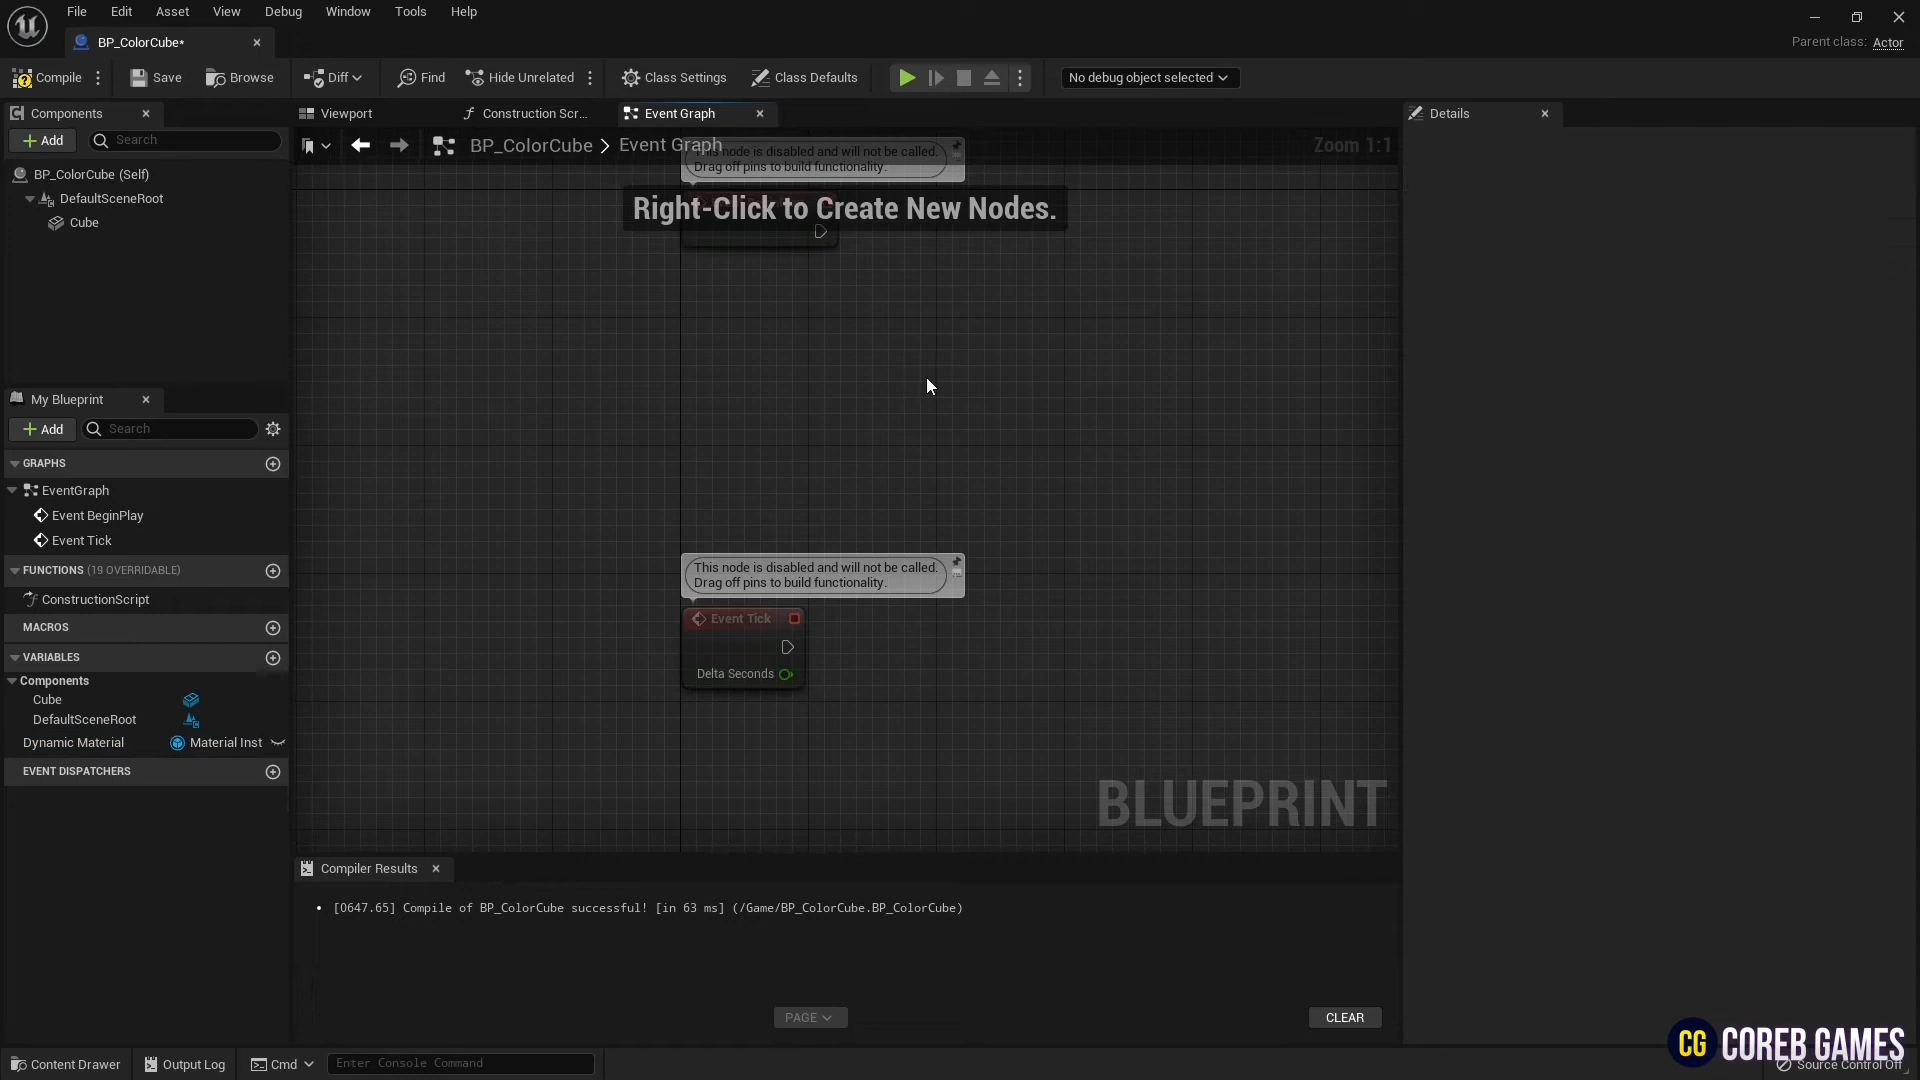 File Edit Asset View Debug Window Tools Help
BP_ColorCube*
Parent class: Actor
Compile Save Browse Diff Find Hide Unrelated Class Settings Class Defaults No debug object selected
Components
Viewport Construction Scr... Event Graph
Details
Add Search
BP_ColorCube > Event Graph
Zoom 1:1
This node is disabled and will not be called.
Drag off pins to build functionality.
Right-Click to Create New Nodes.
BP_ColorCube (Self)
DefaultSceneRoot
Cube
My Blueprint
Add Search
GRAPHS
EventGraph
Event BeginPlay
Event Tick
FUNCTIONS (19 OVERRIDABLE)
ConstructionScript
MACROS
VARIABLES
Components
Cube
DefaultSceneRoot
Dynamic Material Material Inst
EVENT DISPATCHERS
This node is disabled and will not be called.
Drag off pins to build functionality.
Event Tick
Delta Seconds
BLUEPRINT
Compiler Results
• [0647.65] Compile of BP_ColorCube successful! [in 63 ms] (/Game/BP_ColorCube.BP_ColorCube)
PAGE
CLEAR
CG COREB GAMES
Content Drawer Output Log Cmd Enter Console Command
Source Control Off